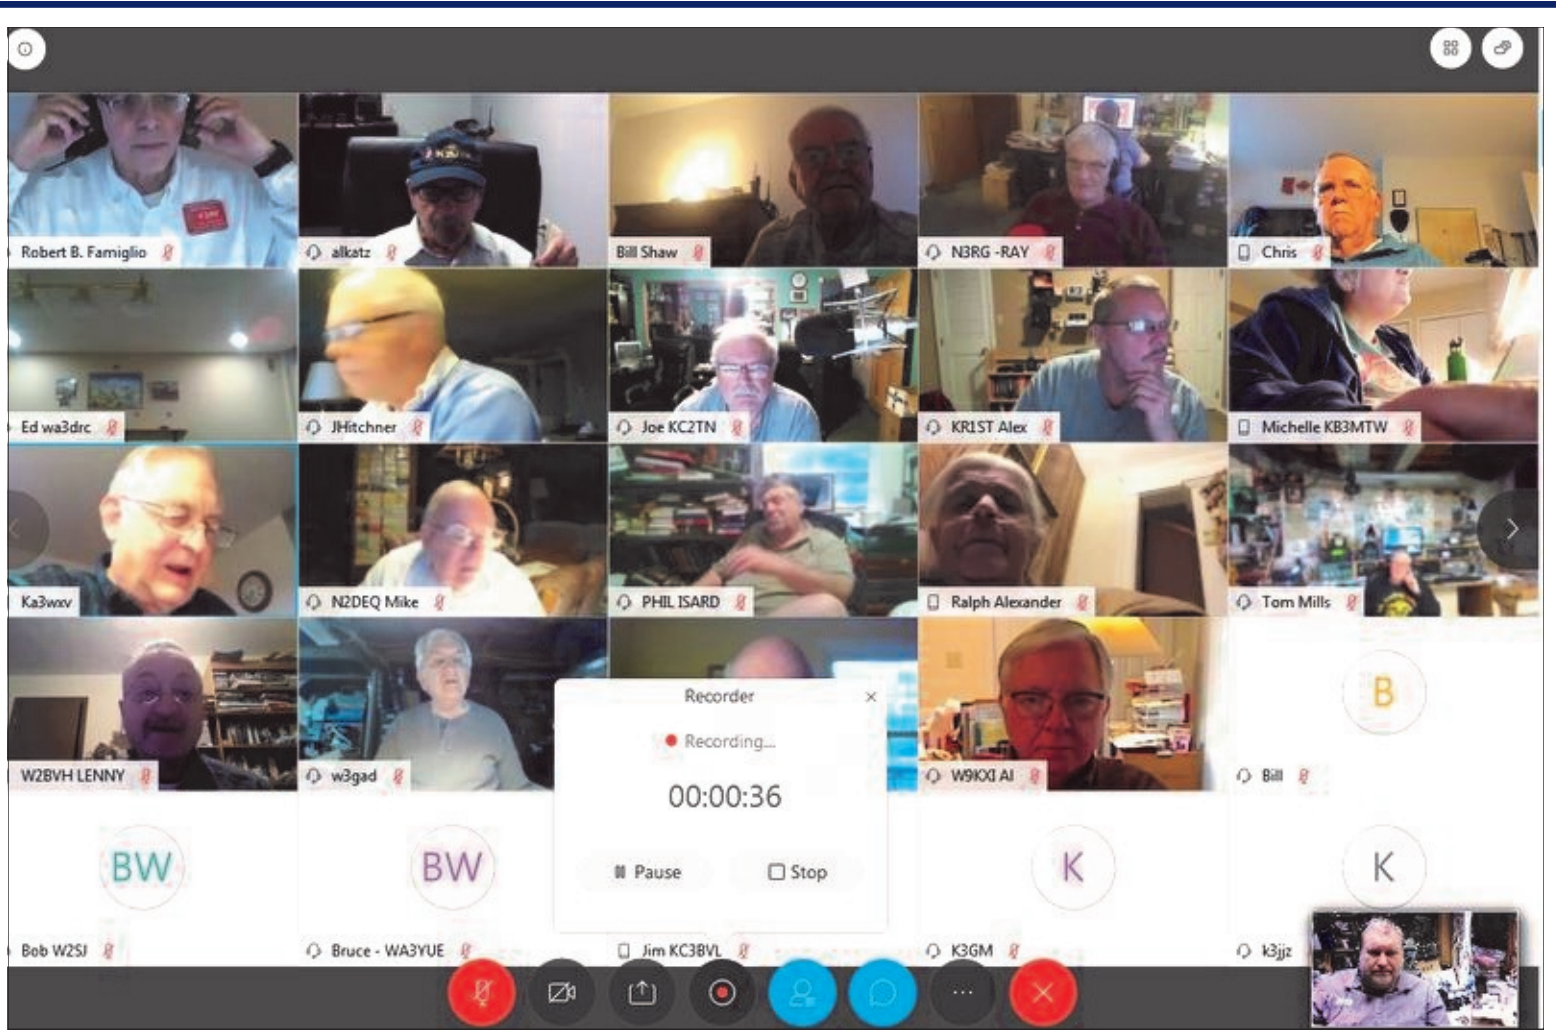 Robert B. Famiglio
alkatz
Bill Shaw
N3RG -RAY
Chris
Ed wa3drc
JHitchner
Joe KC2TN
KR1ST Alex
Michelle KB3MTW
Ka3wxv
N2DEQ Mike
PHIL ISARD
Ralph Alexander
Tom Mills
W2BVH LENNY
w3gad
W9KXI Al
B
Bill
Recorder
Recording...
00:00:36
Pause
Stop
BW
BW
K
K
Bob W2SJ
Bruce - WA3YUE
Jim KC3BVL
K3GM
k3jjz